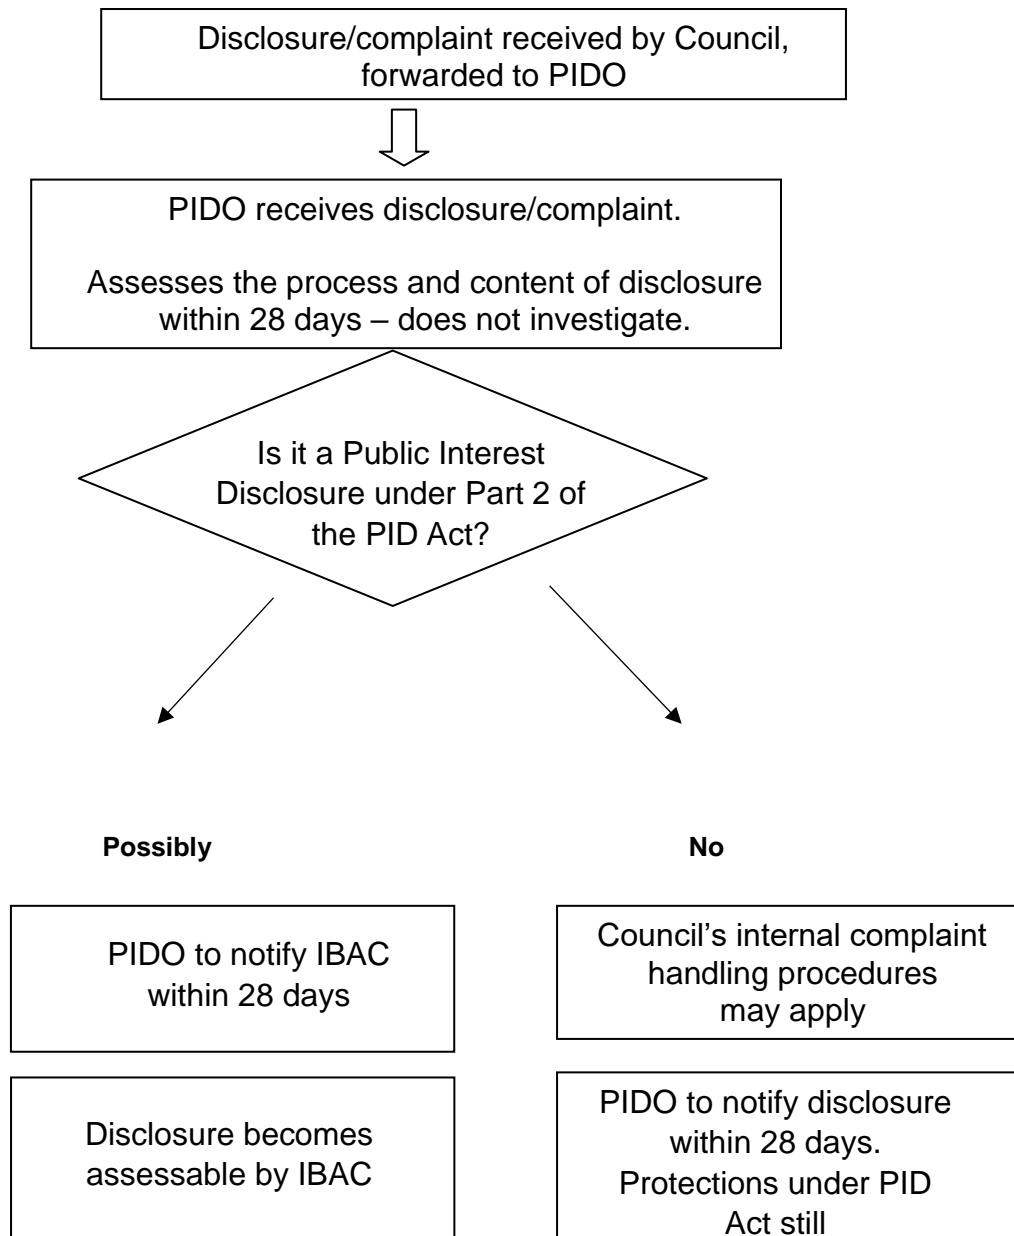 Disclosure/complaint received by Council,
forwarded to PIDO
PIDO receives disclosure/complaint.
Assesses the process and content of disclosure
within 28 days – does not investigate.
Is it a Public Interest
Disclosure under Part 2 of
the PID Act?
Possibly
No
PIDO to notify IBAC
within 28 days
Disclosure becomes
assessable by IBAC
Council’s internal complaint
handling procedures
may apply
PIDO to notify disclosure
within 28 days.
Protections under PID
Act still